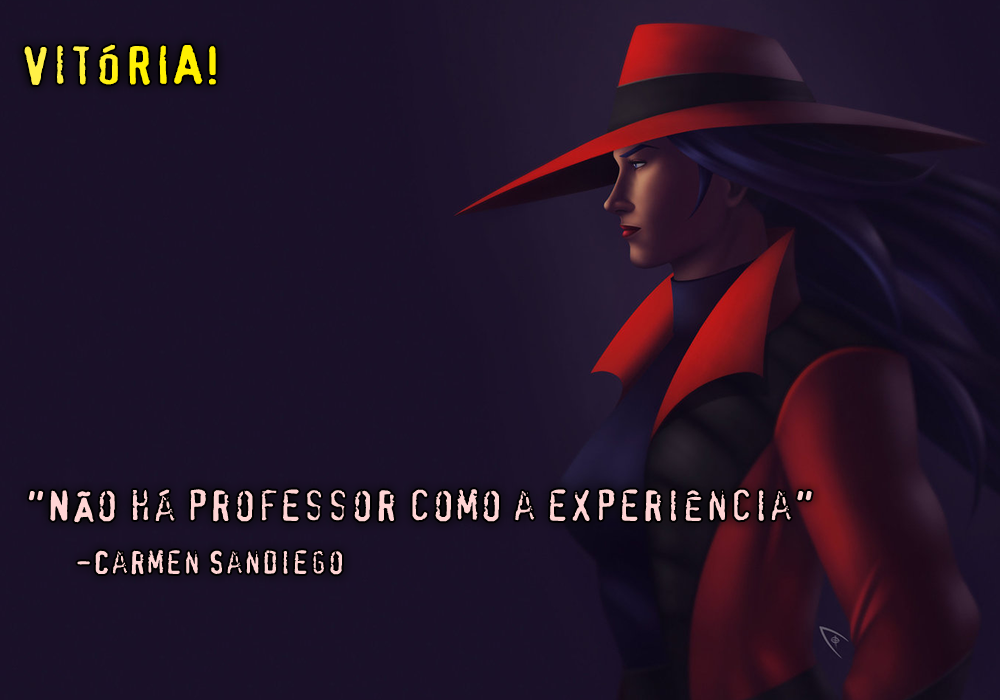 VITÓRIA!
"NÃO HÁ PROFESSOR COMO A EXPERIÊNCIA"
-CARMEN SANDIEGO